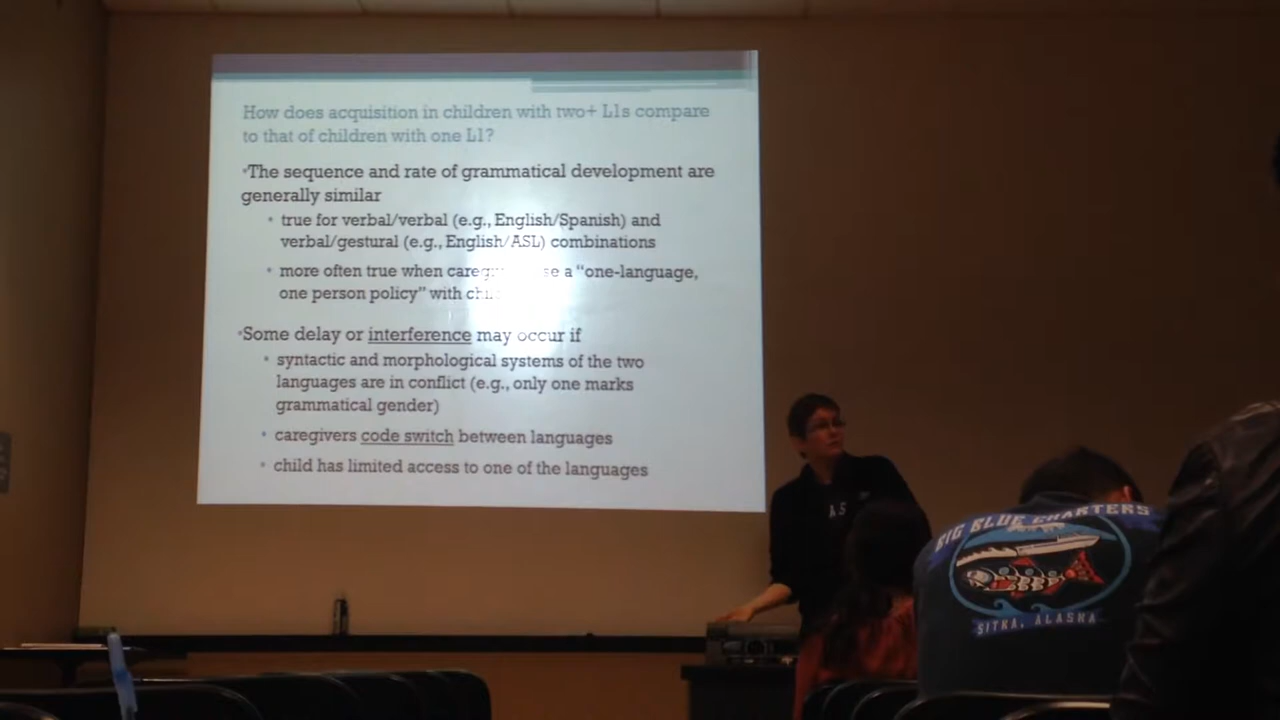 How does acquisition in children with two+ L1s compare
to that of children with one L1?
The sequence and rate of grammatical development are
generally similar
true for verbal/verbal (e.g., English/Spanish) and
verbal/gestural (e.g., English/ASL) combinations
more often true when a "one-language,
one person policy" with
Some delay or interference may occur if
syntactic and morphological systems of the two
languages are in conflict (e.g., only one marks
grammatical gender)
caregivers code switch between languages
child has limited access to one of the languages
A S
BIG BLUE CHARTERS
SITKA, ALASKA